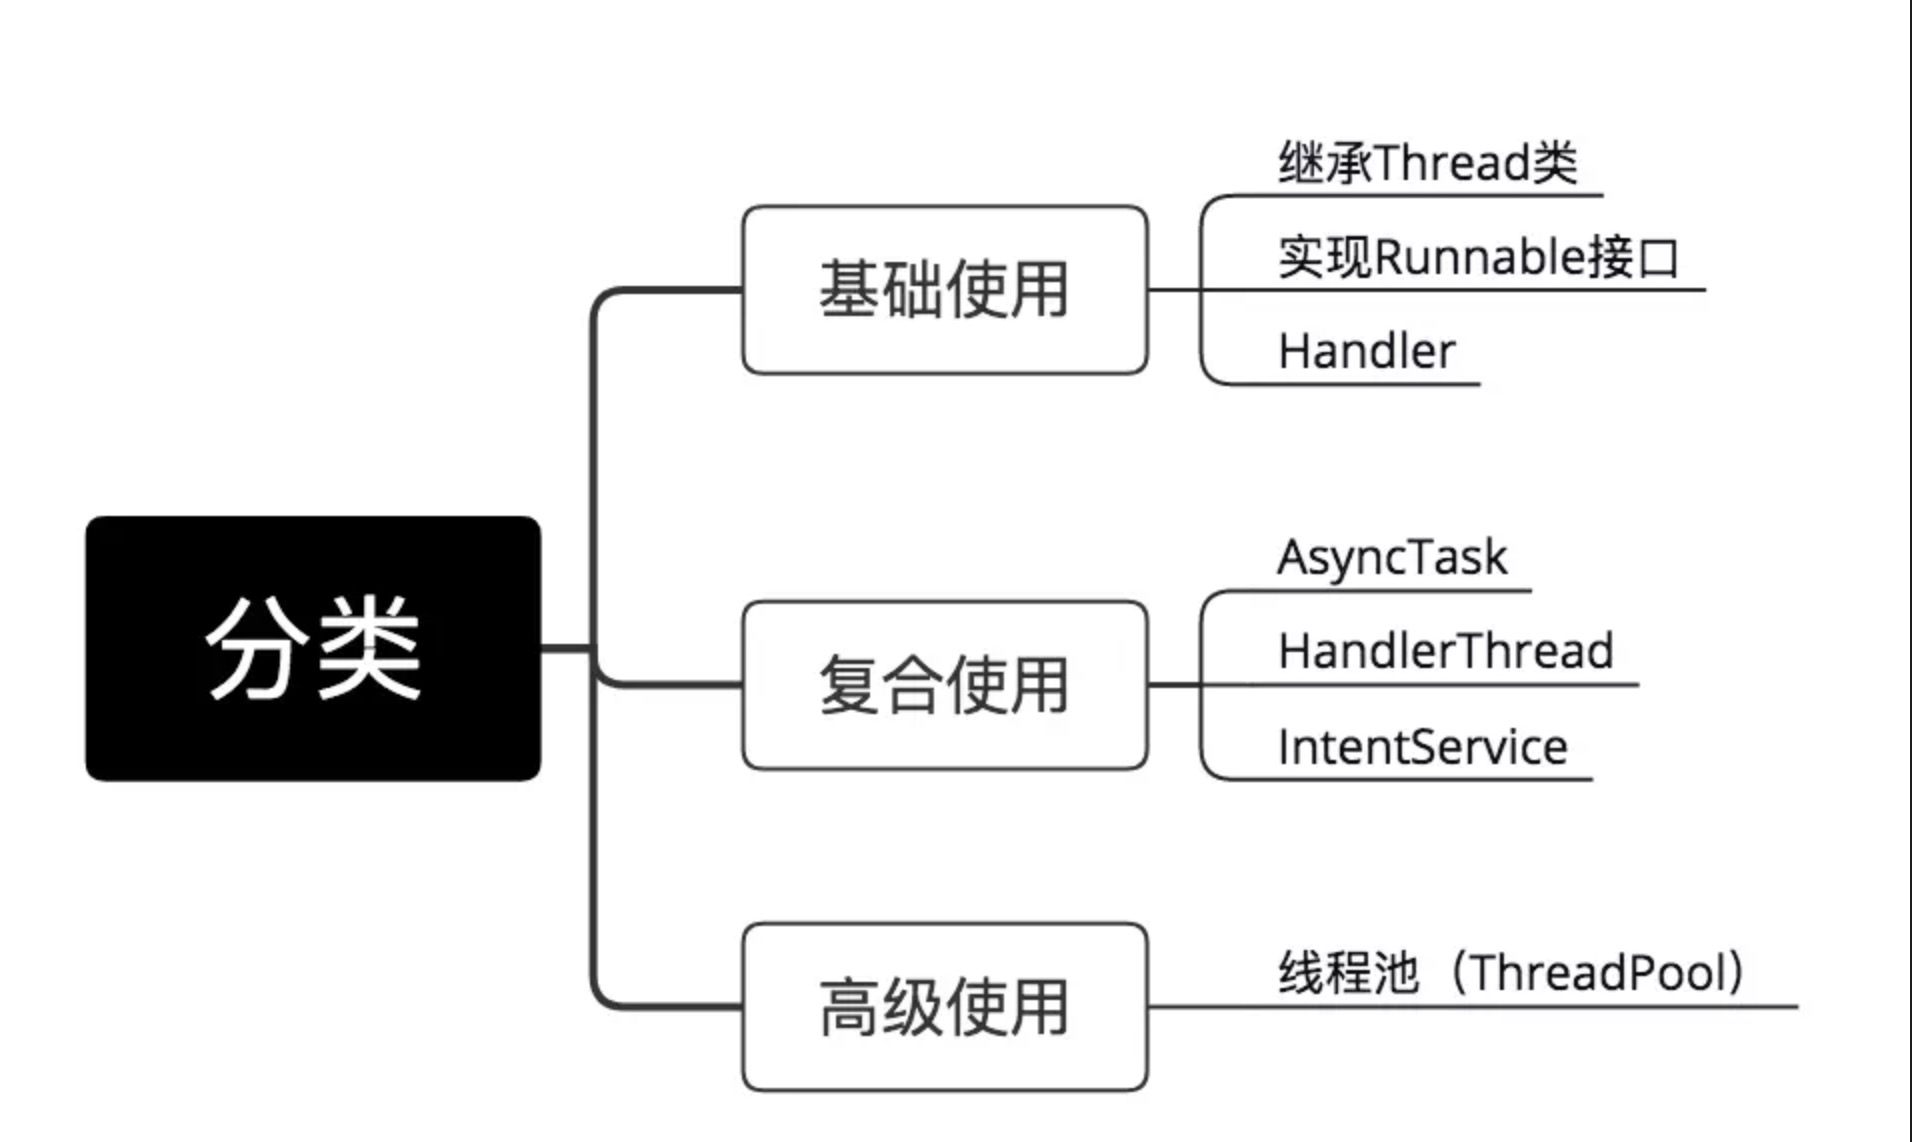 分类
基础使用
继承Thread类
实现Runnable接口
Handler
复合使用
AsyncTask
HandlerThread
IntentService
高级使用
线程池（ThreadPool）